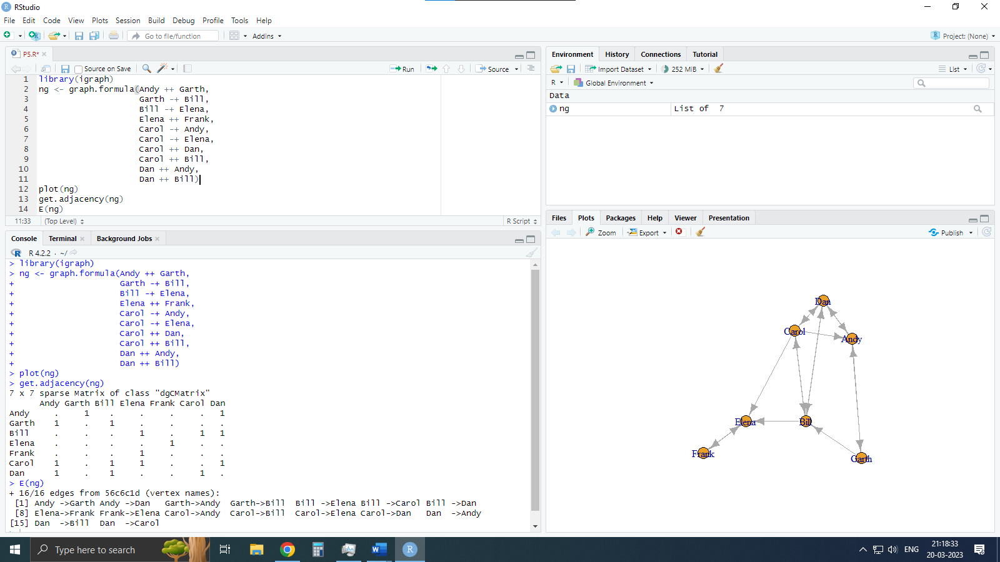 RStudio
File Edit Code View Plots Session Build Debug Profile Tools Help
Go to file/function Addins Project: (None)
P5.R*
Source on Save Run Source
1 library(igraph)
2 ng <- graph.formula(Andy ++ Garth,
3 Garth -+ Bill,
4 Bill -+ Elena,
5 Elena ++ Frank,
6 Carol -+ Andy,
7 Carol -+ Elena,
8 Carol ++ Dan,
9 Carol ++ Bill,
10 Dan ++ Andy,
11 Dan ++ Bill)
12 plot(ng)
13 get.adjacency(ng)
14 E(ng)
11:33 (Top Level) R Script
Console Terminal Background Jobs
R 4.2.2 . ~/
> library(igraph)
> ng <- graph.formula(Andy ++ Garth,
+ Garth -+ Bill,
+ Bill -+ Elena,
+ Elena ++ Frank,
+ Carol -+ Andy,
+ Carol -+ Elena,
+ Carol ++ Dan,
+ Carol ++ Bill,
+ Dan ++ Andy,
+ Dan ++ Bill)
> plot(ng)
> get.adjacency(ng)
7 x 7 sparse Matrix of class "dgCMatrix"
Andy Garth Bill Elena Frank Carol Dan
Andy . 1 . . . . 1
Garth 1 . 1 . . . .
Bill . . . 1 . 1 1
Elena . . . . 1 . .
Frank . . . 1 . . .
Carol 1 . 1 1 . . 1
Dan 1 . 1 . . 1 .
> E(ng)
+ 16/16 edges from 56c6c1d (vertex names):
[1] Andy ->Garth Andy ->Dan Garth->Andy Garth->Bill Bill ->Elena Bill ->Carol Bill ->Dan
[8] Elena->Frank Frank->Elena Carol->Andy Carol->Bill Carol->Elena Carol->Dan Dan ->Andy
[15] Dan ->Bill Dan ->Carol
Environment History Connections Tutorial
Import Dataset 252 MiB List
R Global Environment
Data
ng List of 7
Files Plots Packages Help Viewer Presentation
Zoom Export Publish
Dan
Carol
Andy
Elena
Bill
Frank
Garth
Type here to search
ENG
21:18:33
20-03-2023